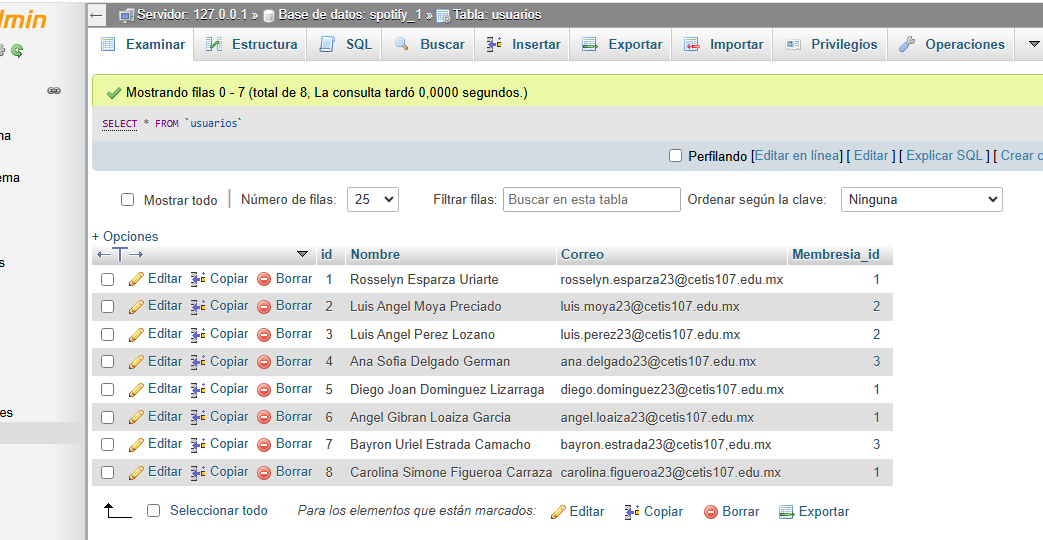 dmin
Servidor: 127.0.0.1 » Base de datos: spotify_1 » Tabla: usuarios
Examinar Estructura SQL Buscar Insertar Exportar Importar Privilegios Operaciones
Mostrando filas 0 - 7 (total de 8, La consulta tardó 0,0000 segundos.)
SELECT * FROM `usuarios`
Perfilando [Editar en línea] [ Editar ] [ Explicar SQL ] [ Crear c
na
ema
s
es
Mostrar todo Número de filas: 25 Filtrar filas: Buscar en esta tabla Ordenar según la clave: Ninguna
+ Opciones
←T→ id Nombre Correo Membresia_id
Editar Copiar Borrar 1 Rosselyn Esparza Uriarte rosselyn.esparza23@cetis107.edu.mx 1
Editar Copiar Borrar 2 Luis Angel Moya Preciado luis.moya23@cetis107.edu.mx 2
Editar Copiar Borrar 3 Luis Angel Perez Lozano luis.perez23@cetis107.edu.mx 2
Editar Copiar Borrar 4 Ana Sofia Delgado German ana.delgado23@cetis107.edu.mx 3
Editar Copiar Borrar 5 Diego Joan Dominguez Lizarraga diego.dominguez23@cetis107.edu.mx 1
Editar Copiar Borrar 6 Angel Gibran Loaiza Garcia angel.loaiza23@cetis107.edu.mx 1
Editar Copiar Borrar 7 Bayron Uriel Estrada Camacho bayron.estrada23@cetis107,edu.mx 3
Editar Copiar Borrar 8 Carolina Simone Figueroa Carraza carolina.figueroa23@cetis107.edu.mx 1
Seleccionar todo Para los elementos que están marcados: Editar Copiar Borrar Exportar